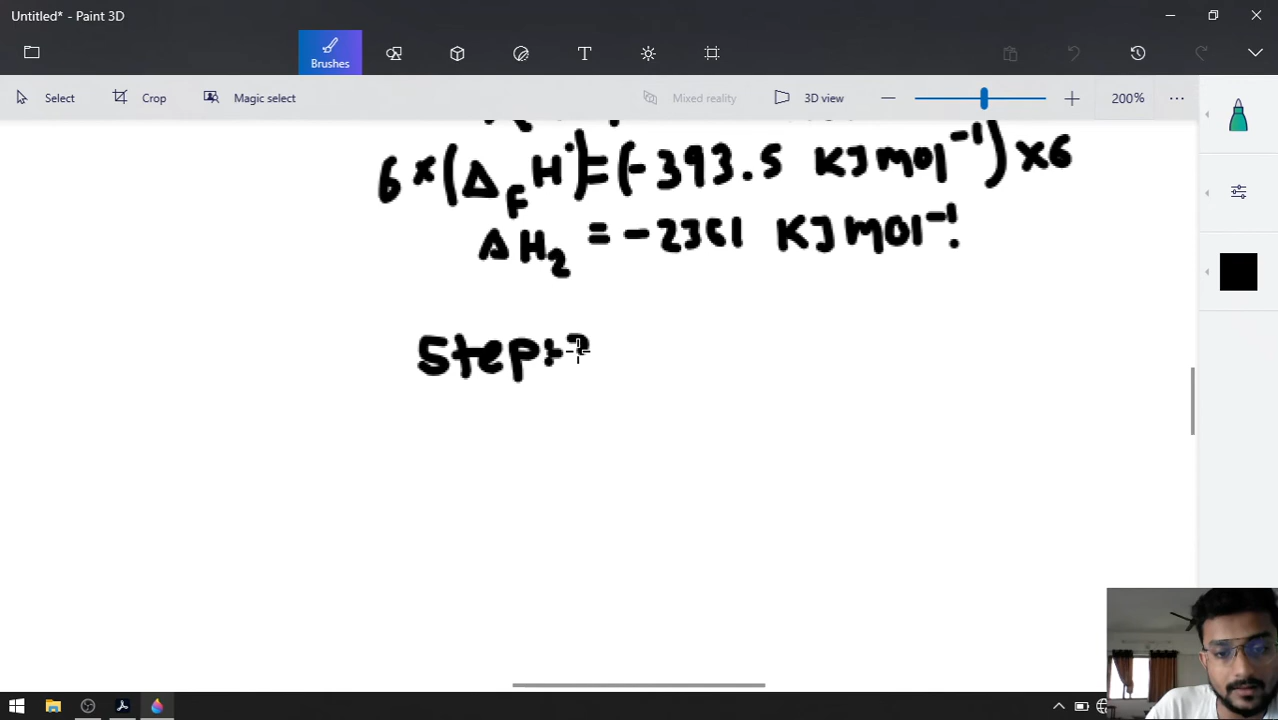 Untitled* - Paint 3D
Brushes
Select
Crop
Magic select
Mixed reality
3D view
200%
6×(Δ_F H°)=(-393.5 KJ mol⁻¹)×6
ΔH₂ = -2361 KJ mol⁻¹.
Step:-